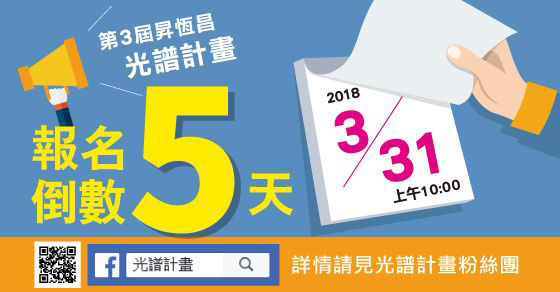 第3屆昇恆昌
光譜計畫
報名
倒數
5
天
2018
3/31
上午10:00
光譜計畫
詳情請見光譜計畫粉絲團